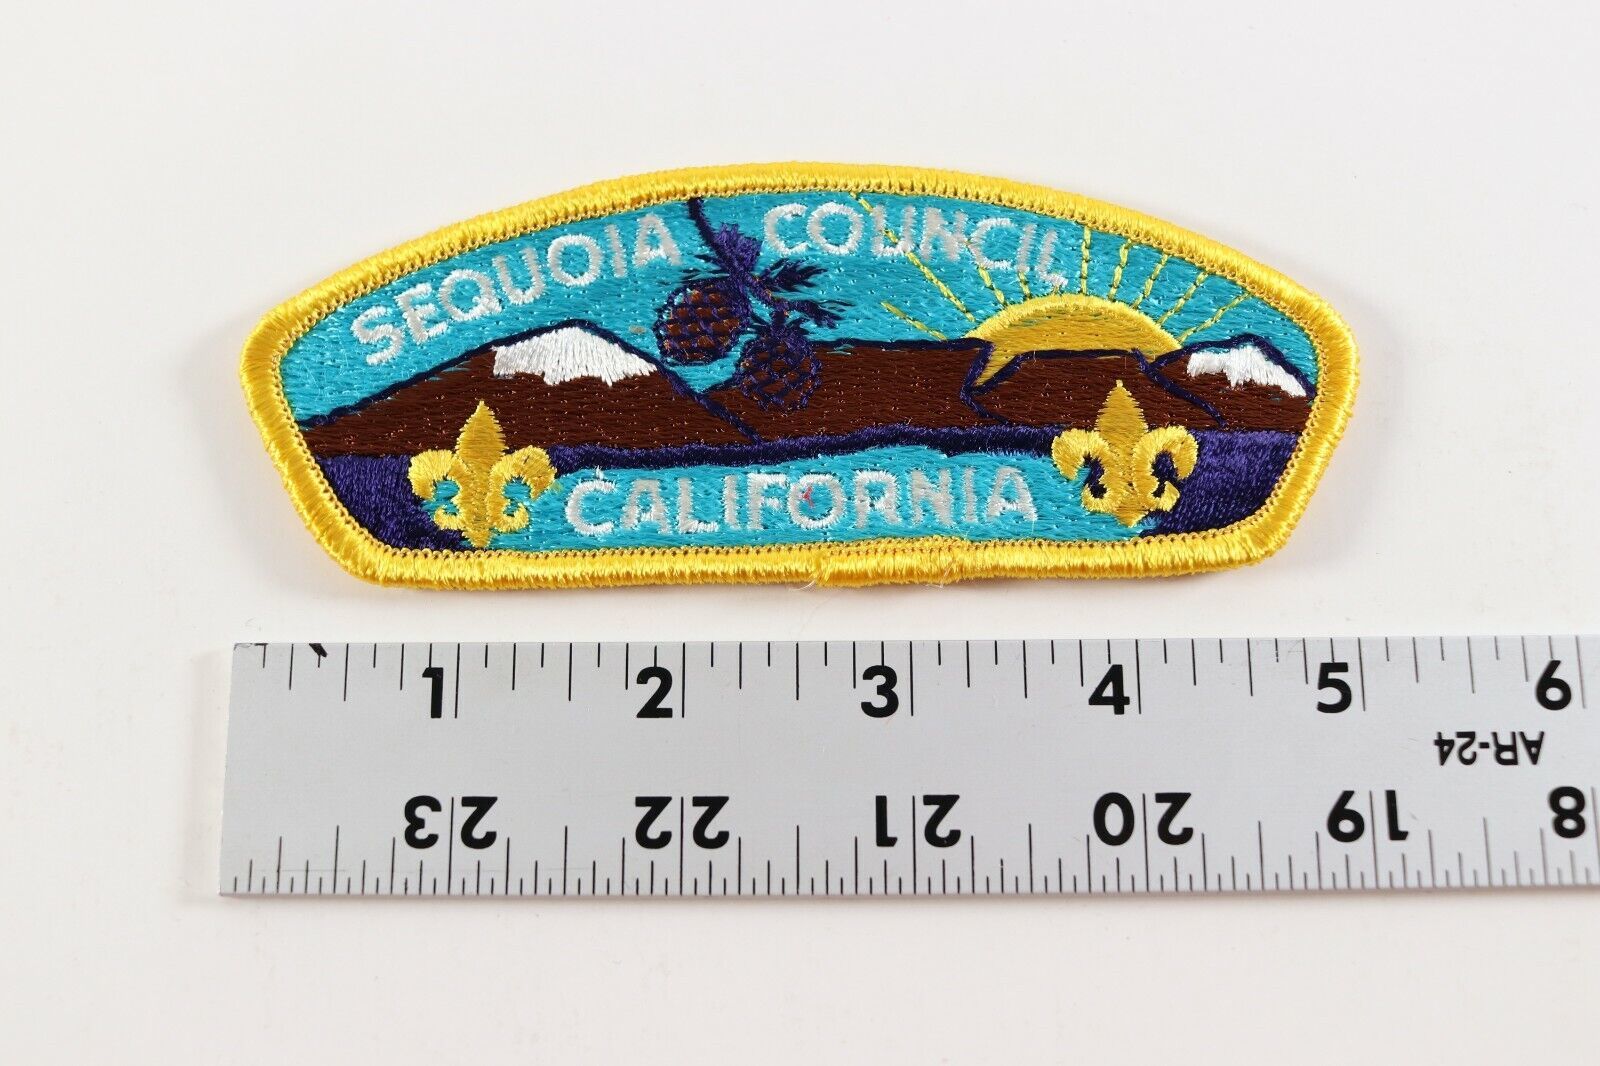 SEQUOIA COUNCIL
CALIFORNIA
1 2 3 4 5 6
AR-24
23 22 21 20 19 18